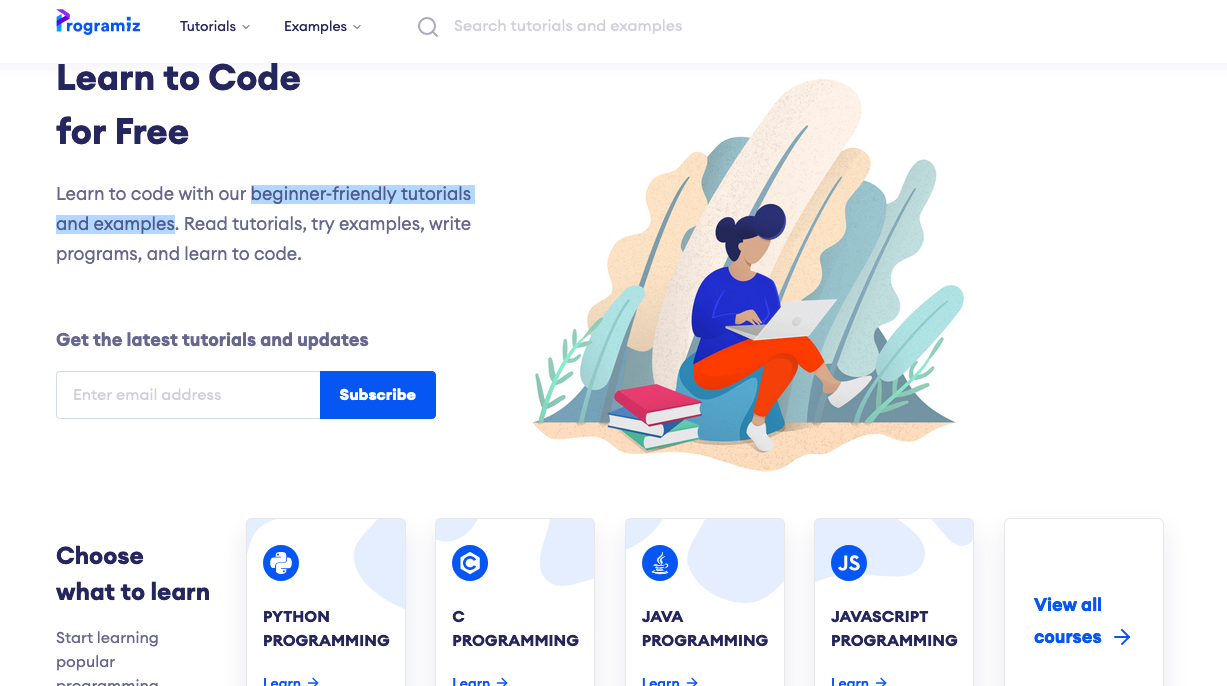 Programiz
Tutorials
Examples
Search tutorials and examples
Learn to Code
for Free
Learn to code with our beginner-friendly tutorials
and examples. Read tutorials, try examples, write
programs, and learn to code.
Get the latest tutorials and updates
Enter email address
Subscribe
Choose
what to learn
Start learning
popular
programming
PYTHON
PROGRAMMING
Learn →
C
PROGRAMMING
Learn →
JAVA
PROGRAMMING
Learn →
JS
JAVASCRIPT
PROGRAMMING
Learn →
View all
courses →